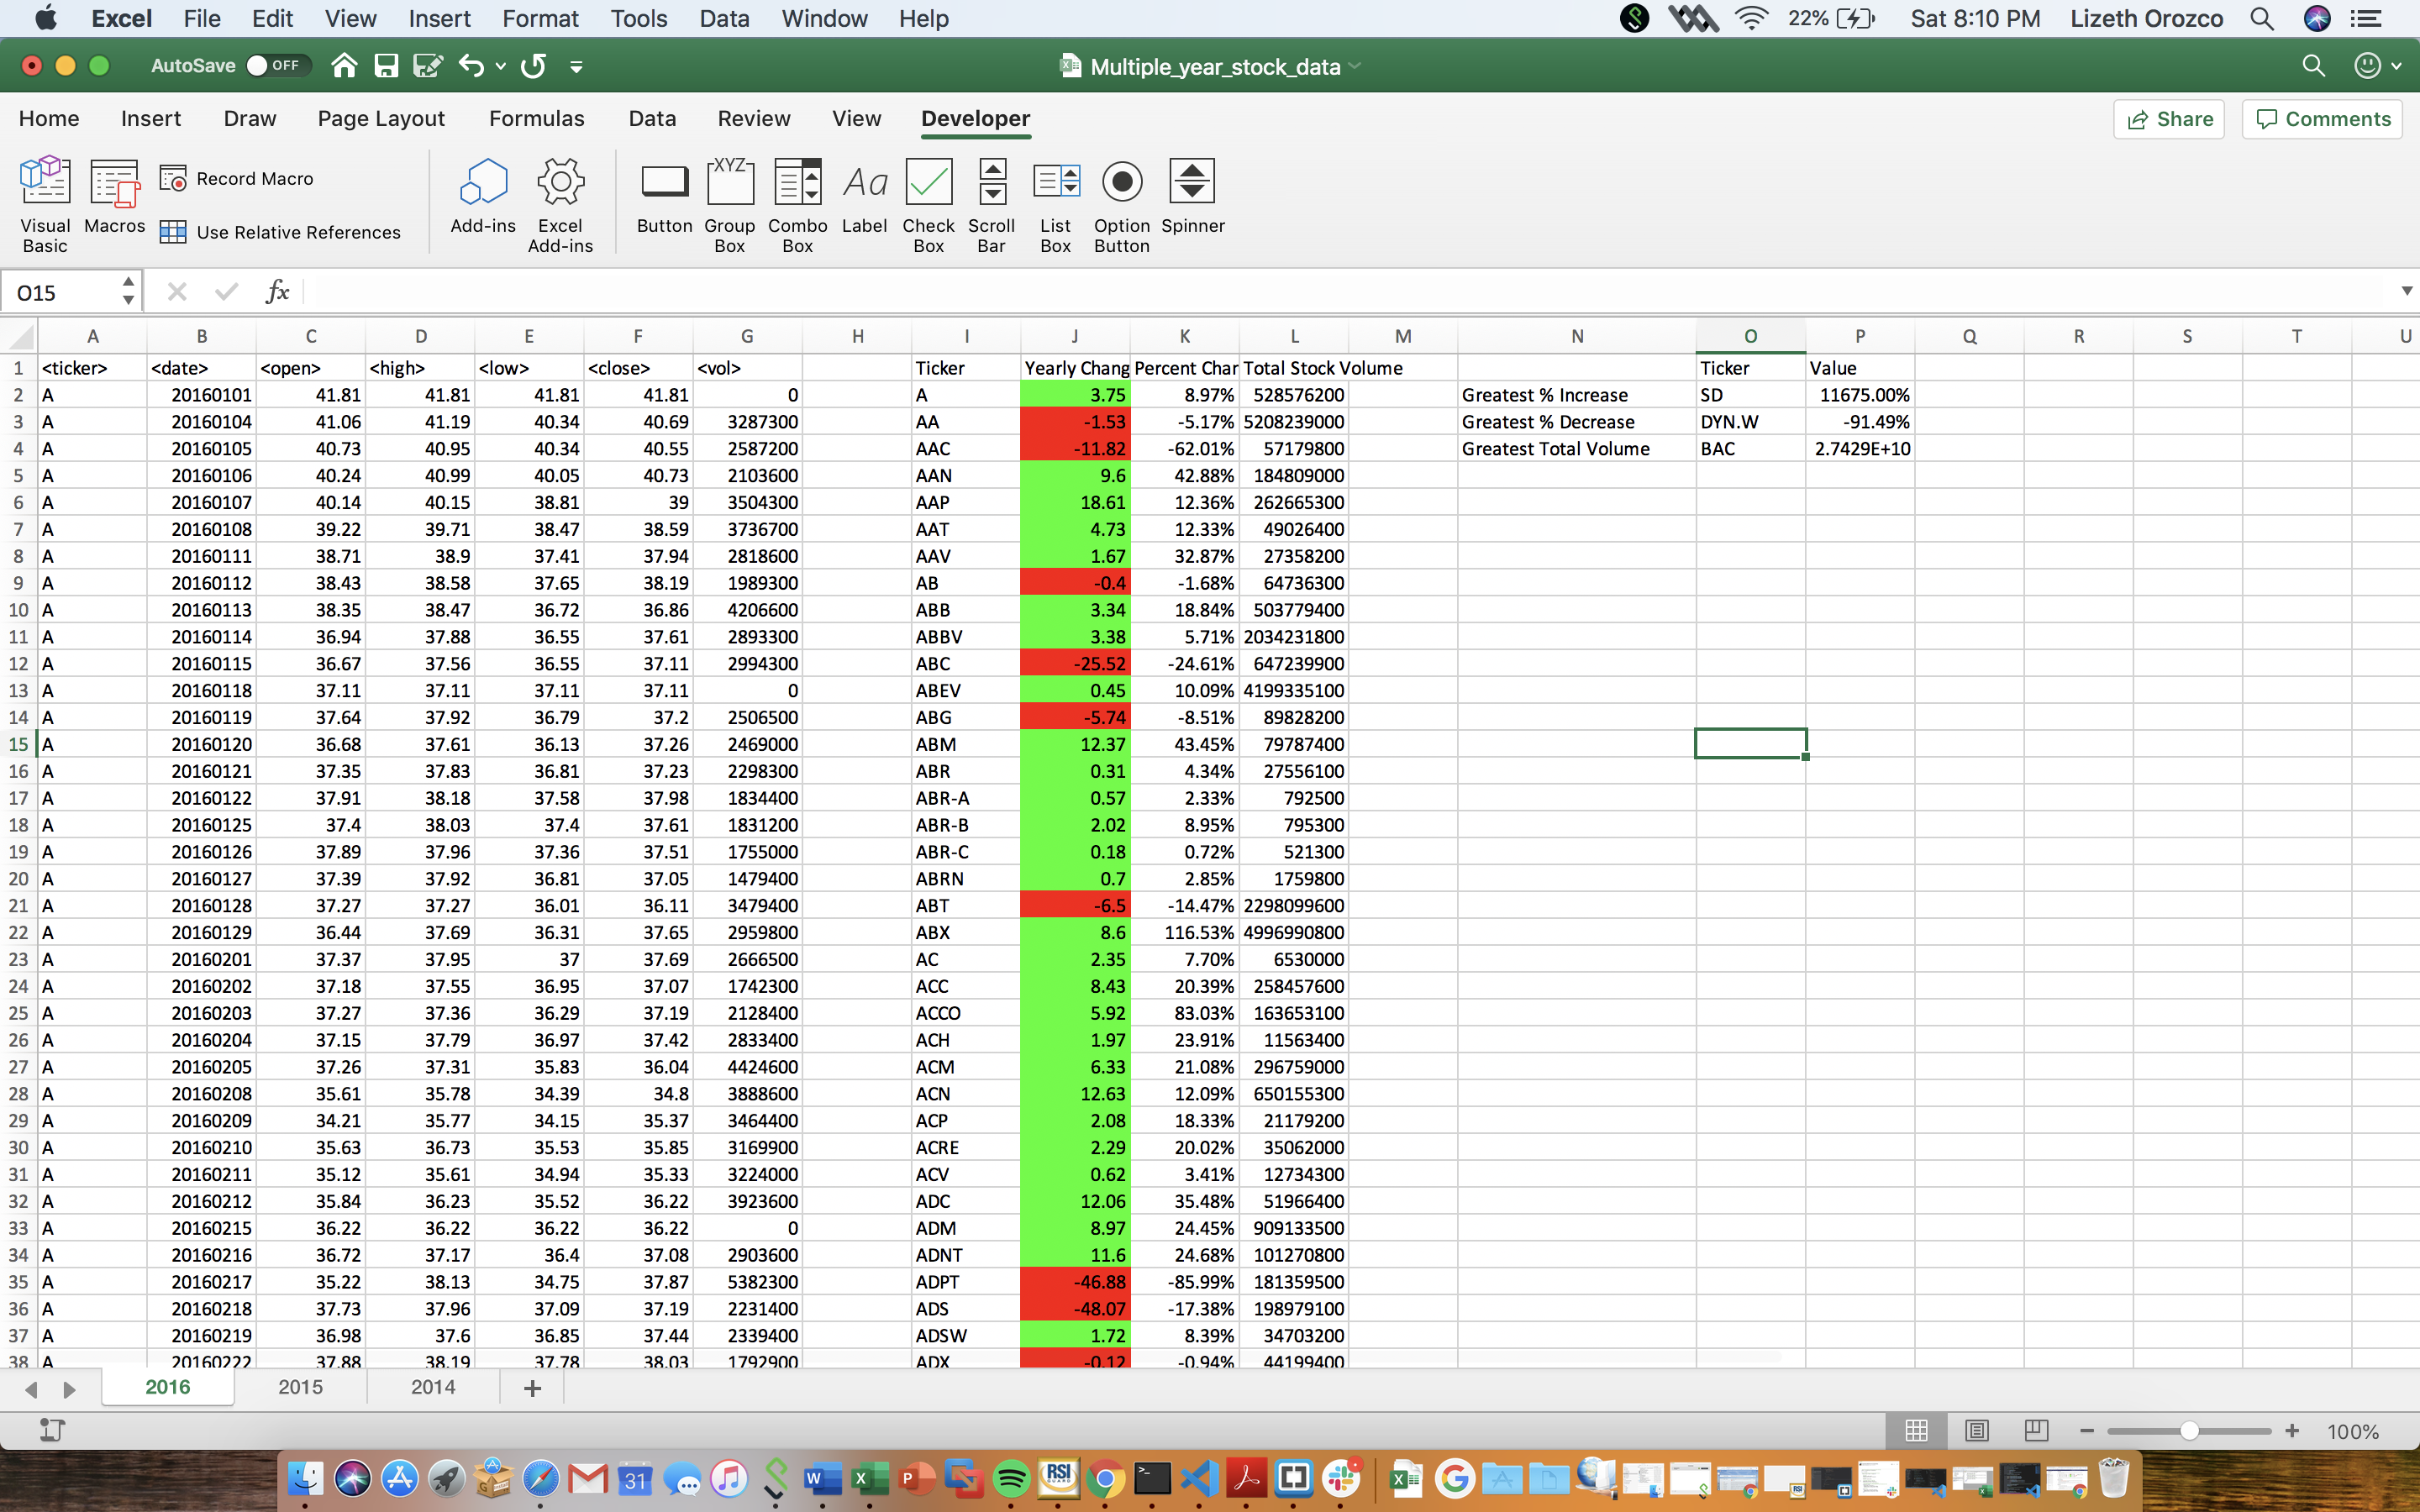 Excel File Edit View Insert Format Tools Data Window Help 22% Sat 8:10 PM Lizeth Orozco
AutoSave OFF Multiple_year_stock_data
Home Insert Draw Page Layout Formulas Data Review View Developer Share Comments
Visual Basic Macros Record Macro Use Relative References Add-ins Excel Add-ins Button XYZ Group Box Combo Box Aa Label Check Box Scroll Bar List Box Option Button Spinner
O15 fx
A B C D E F G H I J K L M N O P Q R S T U
1 <ticker> <date> <open> <high> <low> <close> <vol> Ticker Yearly Chang Percent Char Total Stock Volume Ticker Value
2 A 20160101 41.81 41.81 41.81 41.81 0 A 3.75 8.97% 528576200 Greatest % Increase SD 11675.00%
3 A 20160104 41.06 41.19 40.34 40.69 3287300 AA -1.53 -5.17% 5208239000 Greatest % Decrease DYN.W -91.49%
4 A 20160105 40.73 40.95 40.34 40.55 2587200 AAC -11.82 -62.01% 57179800 Greatest Total Volume BAC 2.7429E+10
5 A 20160106 40.24 40.99 40.05 40.73 2103600 AAN 9.6 42.88% 184809000
6 A 20160107 40.14 40.15 38.81 39 3504300 AAP 18.61 12.36% 262665300
7 A 20160108 39.22 39.71 38.47 38.59 3736700 AAT 4.73 12.33% 49026400
8 A 20160111 38.71 38.9 37.41 37.94 2818600 AAV 1.67 32.87% 27358200
9 A 20160112 38.43 38.58 37.65 38.19 1989300 AB -0.4 -1.68% 64736300
10 A 20160113 38.35 38.47 36.72 36.86 4206600 ABB 3.34 18.84% 503779400
11 A 20160114 36.94 37.88 36.55 37.61 2893300 ABBV 3.38 5.71% 2034231800
12 A 20160115 36.67 37.56 36.55 37.11 2994300 ABC -25.52 -24.61% 647239900
13 A 20160118 37.11 37.11 37.11 37.11 0 ABEV 0.45 10.09% 4199335100
14 A 20160119 37.64 37.92 36.79 37.2 2506500 ABG -5.74 -8.51% 89828200
15 A 20160120 36.68 37.61 36.13 37.26 2469000 ABM 12.37 43.45% 79787400
16 A 20160121 37.35 37.83 36.81 37.23 2298300 ABR 0.31 4.34% 27556100
17 A 20160122 37.91 38.18 37.58 37.98 1834400 ABR-A 0.57 2.33% 792500
18 A 20160125 37.4 38.03 37.4 37.61 1831200 ABR-B 2.02 8.95% 795300
19 A 20160126 37.89 37.96 37.36 37.51 1755000 ABR-C 0.18 0.72% 521300
20 A 20160127 37.39 37.92 36.81 37.05 1479400 ABRN 0.7 2.85% 1759800
21 A 20160128 37.27 37.27 36.01 36.11 3479400 ABT -6.5 -14.47% 2298099600
22 A 20160129 36.44 37.69 36.31 37.65 2959800 ABX 8.6 116.53% 4996990800
23 A 20160201 37.37 37.95 37 37.69 2666500 AC 2.35 7.70% 6530000
24 A 20160202 37.18 37.55 36.95 37.07 1742300 ACC 8.43 20.39% 258457600
25 A 20160203 37.27 37.36 36.29 37.19 2128400 ACCO 5.92 83.03% 163653100
26 A 20160204 37.15 37.79 36.97 37.42 2833400 ACH 1.97 23.91% 11563400
27 A 20160205 37.26 37.31 35.83 36.04 4424600 ACM 6.33 21.08% 296759000
28 A 20160208 35.61 35.78 34.39 34.8 3888600 ACN 12.63 12.09% 650155300
29 A 20160209 34.21 35.77 34.15 35.37 3464400 ACP 2.08 18.33% 21179200
30 A 20160210 35.63 36.73 35.53 35.85 3169900 ACRE 2.29 20.02% 35062000
31 A 20160211 35.12 35.61 34.94 35.33 3224000 ACV 0.62 3.41% 12734300
32 A 20160212 35.84 36.23 35.52 36.22 3923600 ADC 12.06 35.48% 51966400
33 A 20160215 36.22 36.22 36.22 36.22 0 ADM 8.97 24.45% 909133500
34 A 20160216 36.72 37.17 36.4 37.08 2903600 ADNT 11.6 24.68% 101270800
35 A 20160217 35.22 38.13 34.75 37.87 5382300 ADPT -46.88 -85.99% 181359500
36 A 20160218 37.73 37.96 37.09 37.19 2231400 ADS -48.07 -17.38% 198979100
37 A 20160219 36.98 37.6 36.85 37.44 2339400 ADSW 1.72 8.39% 34703200
38 A 20160222 37.88 38.19 37.78 38.03 1792900 ADX -0.12 -0.94% 44199400
2016 2015 2014
100%
31 W X P RSI